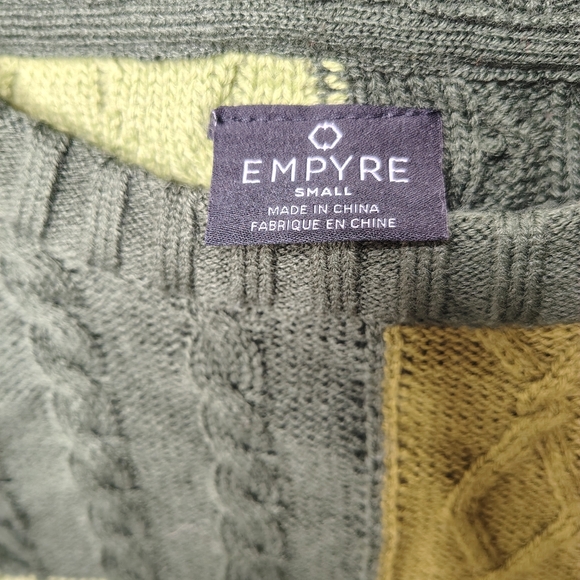 EMPYRE
SMALL
MADE IN CHINA
FABRIQUE EN CHINE